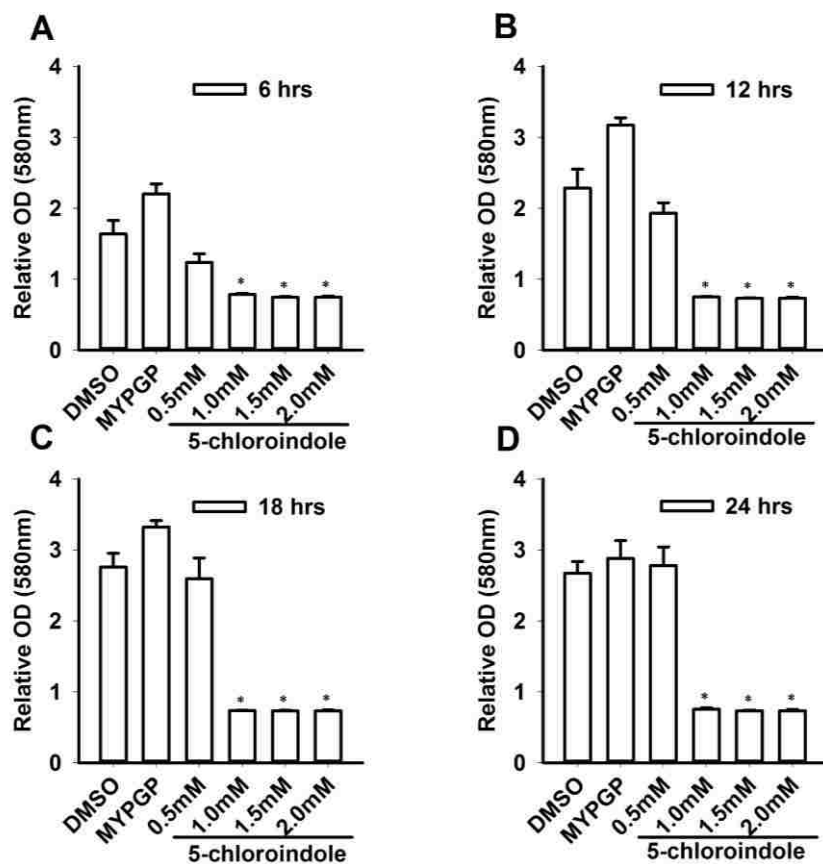 A
Relative OD (580nm)
4
3
2
1
0
6 hrs
* * *
DMSO
MYPGP
0.5mM
1.0mM
1.5mM
2.0mM
5-chloroindole
B
Relative OD (580nm)
4
3
2
1
0
12 hrs
* * *
DMSO
MYPGP
0.5mM
1.0mM
1.5mM
2.0mM
5-chloroindole
C
Relative OD (580nm)
4
3
2
1
0
18 hrs
* * *
DMSO
MYPGP
0.5mM
1.0mM
1.5mM
2.0mM
5-chloroindole
D
Relative OD (580nm)
4
3
2
1
0
24 hrs
* * *
DMSO
MYPGP
0.5mM
1.0mM
1.5mM
2.0mM
5-chloroindole